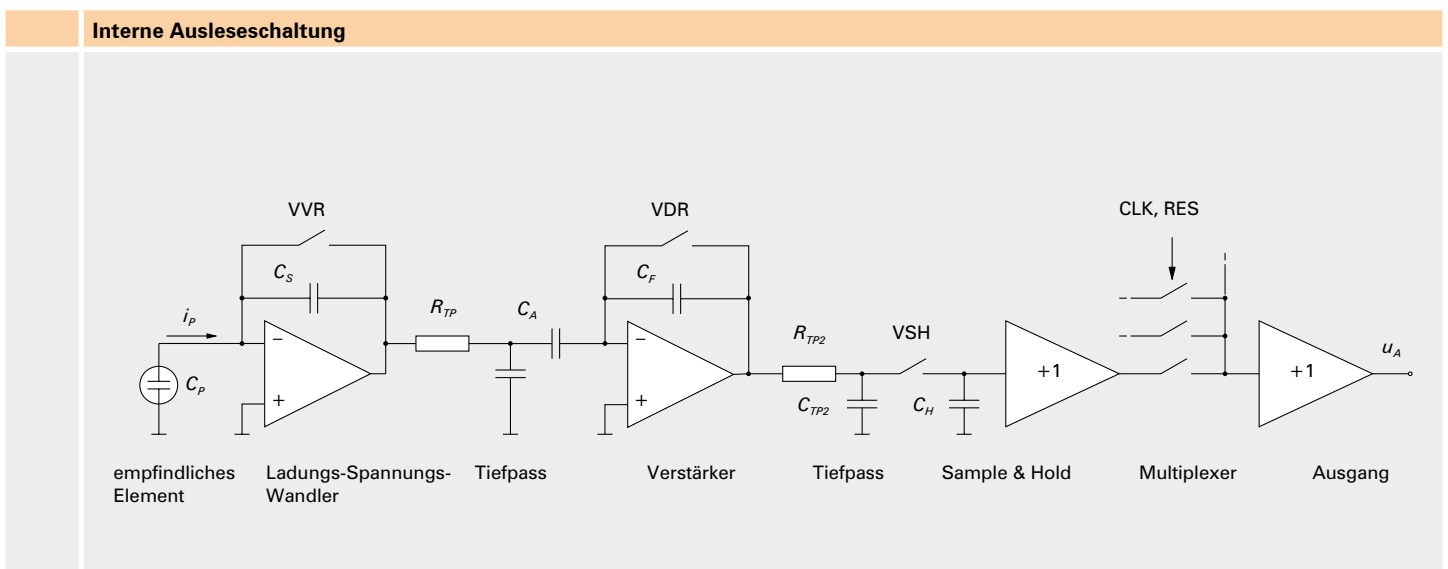 Interne Ausleseschaltung
VVR
VDR
CLK, RES
C_S
C_F
i_P
R_TP
C_A
R_TP2
VSH
u_A
−
−
+1
+1
C_P
+
+
C_TP2
C_H
empfindliches
Element
Ladungs-Spannungs-
Wandler
Tiefpass
Verstärker
Tiefpass
Sample & Hold
Multiplexer
Ausgang